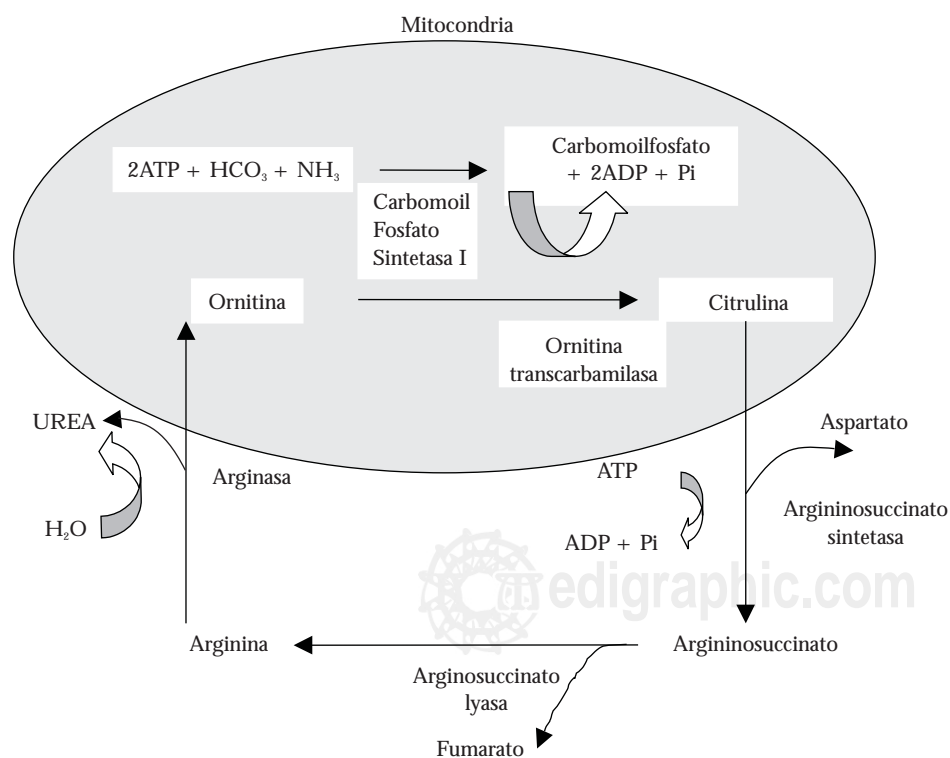 Mitocondria
2ATP + HCO₃ + NH₃
Carbomoilfosfato
+ 2ADP + Pi
Carbomoil
Fosfato
Sintetasa I
Ornitina
Citrulina
Ornitina
transcarbamilasa
UREA
Aspartato
Arginasa
ATP
Argininosuccinato
sintetasa
H₂O
ADP + Pi
medigraphic.com
Arginina
Argininosuccinato
Arginosuccinato
lyasa
Fumarato